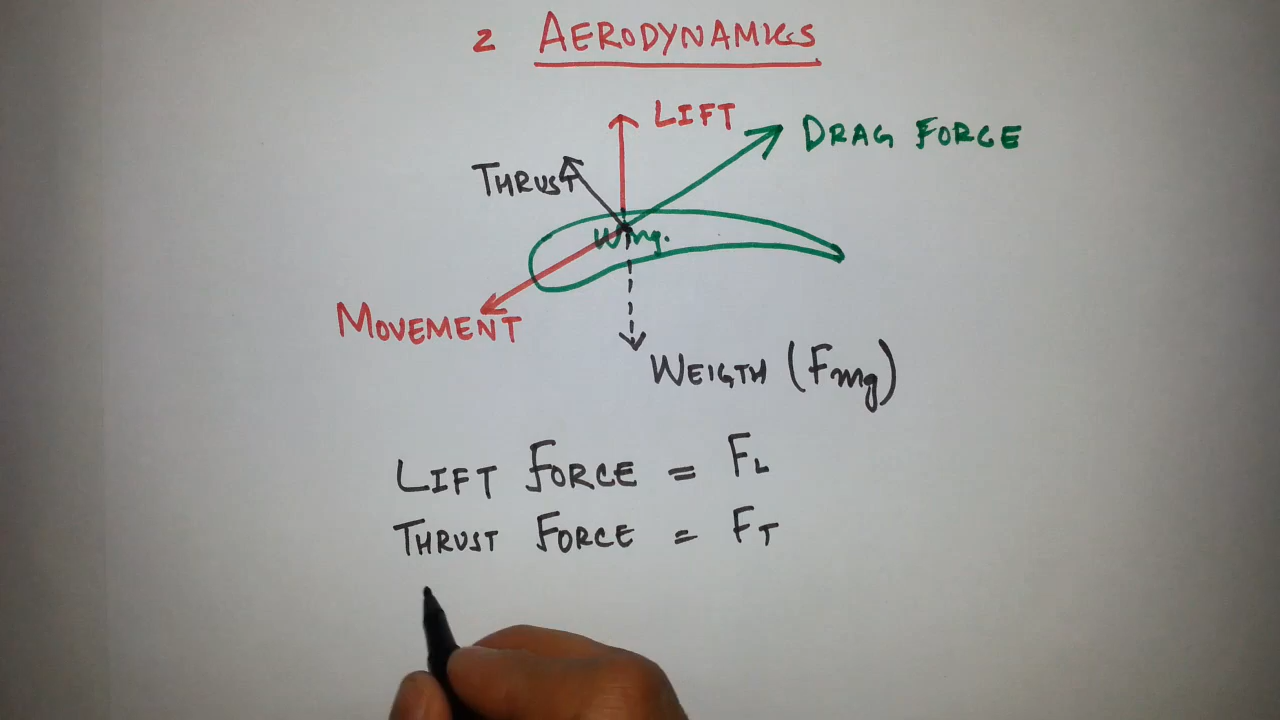 2 AERODYNAMICS
LIFT
DRAG FORCE
THRUST
Wing.
MOVEMENT
WEIGTH (Fmg)
LIFT FORCE = FL
THRUST FORCE = FT